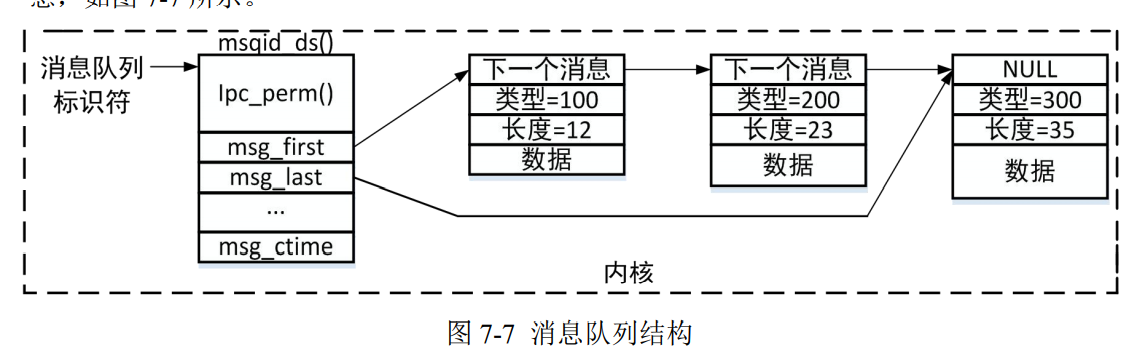 息，如图 7-7 所示。
msqid_ds()
消息队列
标识符
Ipc_perm()
msg_first
msg_last
...
msg_ctime
下一个消息
类型=100
长度=12
数据
下一个消息
类型=200
长度=23
数据
NULL
类型=300
长度=35
数据
内核
图 7-7 消息队列结构